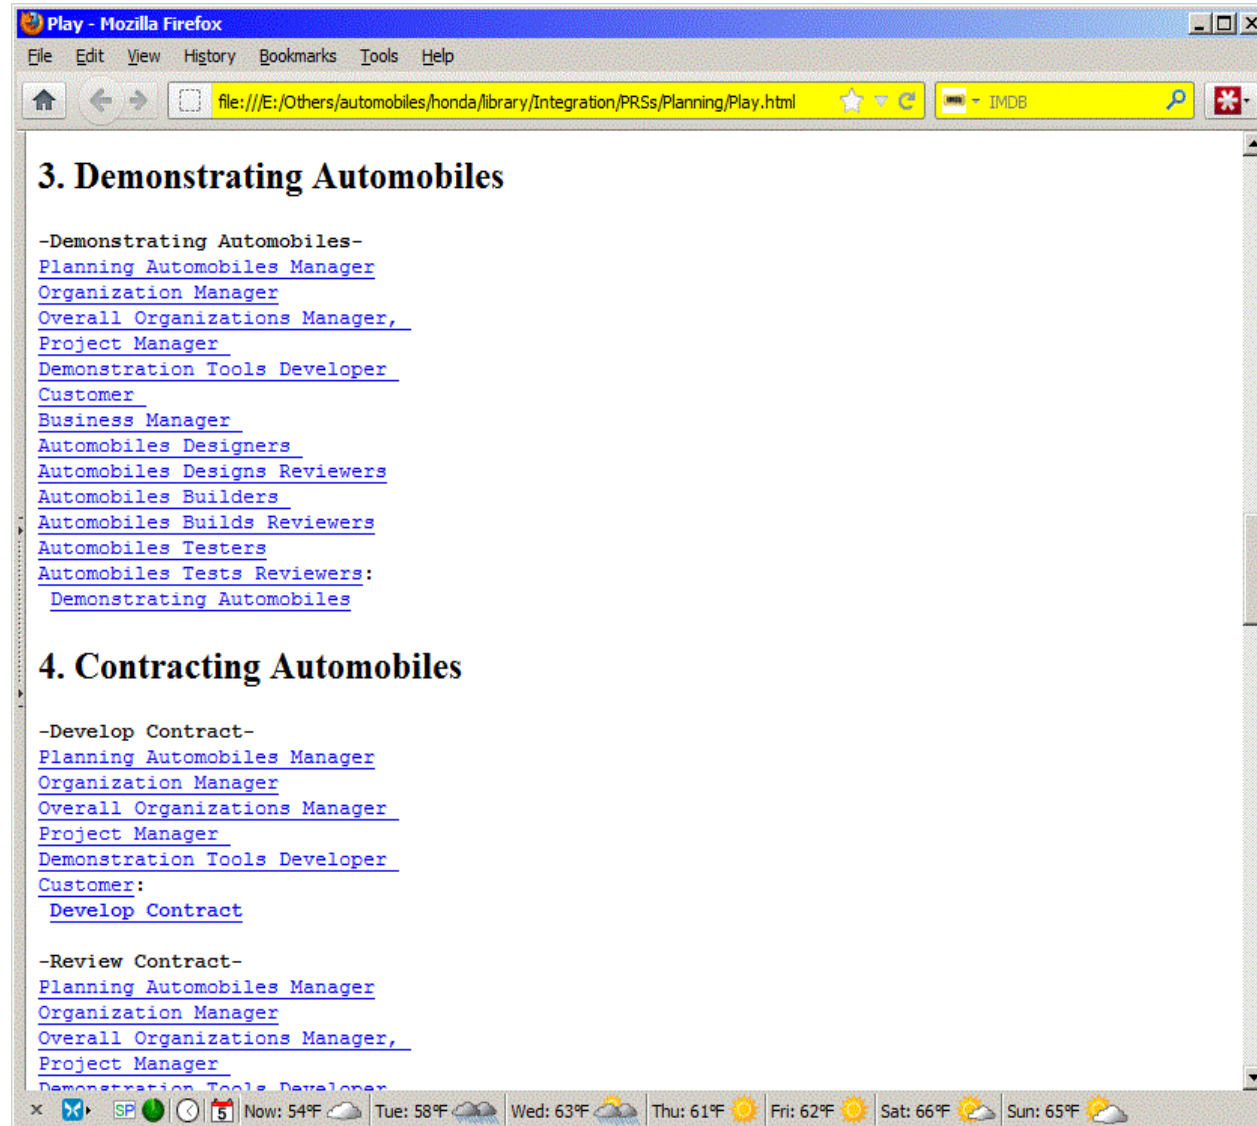 Play - Mozilla Firefox
File Edit View History Bookmarks Tools Help
file:///E:/Others/automobiles/honda/library/Integration/PRSs/Planning/Play.html IMDB
3. Demonstrating Automobiles
-Demonstrating Automobiles-
Planning Automobiles Manager
Organization Manager
Overall Organizations Manager,
Project Manager
Demonstration Tools Developer
Customer
Business Manager
Automobiles Designers
Automobiles Designs Reviewers
Automobiles Builders
Automobiles Builds Reviewers
Automobiles Testers
Automobiles Tests Reviewers:
Demonstrating Automobiles
4. Contracting Automobiles
-Develop Contract-
Planning Automobiles Manager
Organization Manager
Overall Organizations Manager
Project Manager
Demonstration Tools Developer
Customer:
Develop Contract
-Review Contract-
Planning Automobiles Manager
Organization Manager
Overall Organizations Manager,
Project Manager
Demonstration Tools Developer
SP 5 Now: 54°F Tue: 58°F Wed: 63°F Thu: 61°F Fri: 62°F Sat: 66°F Sun: 65°F